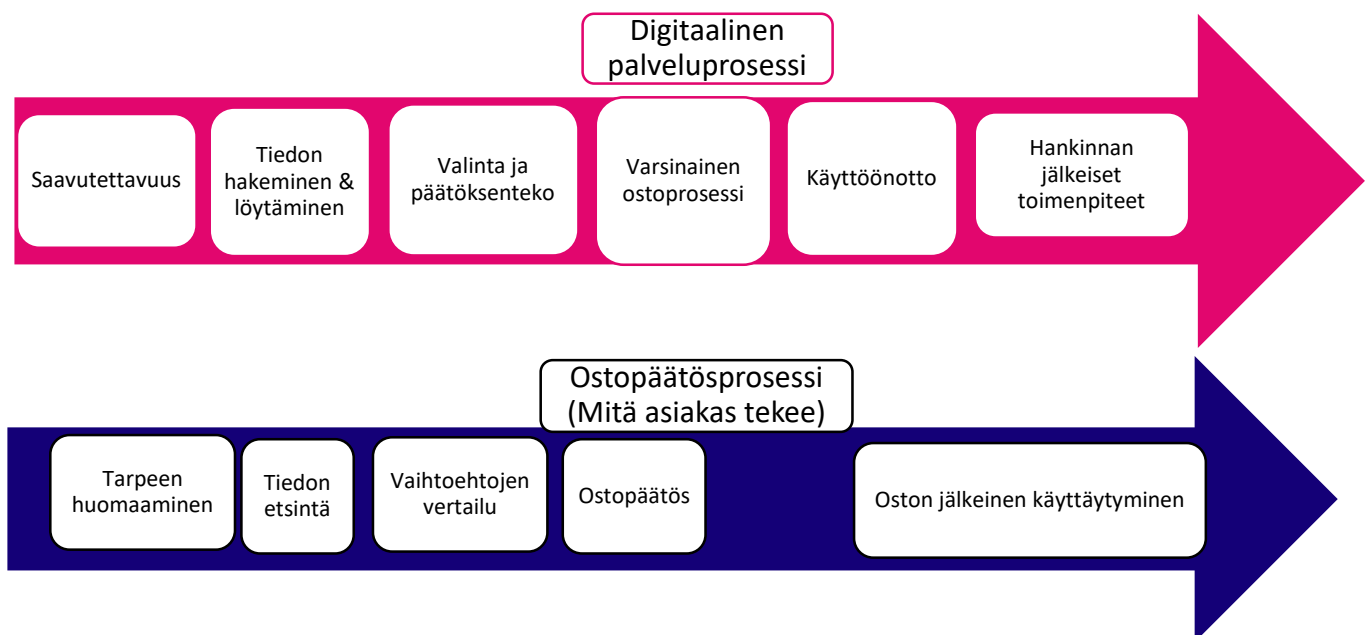 Digitaalinen
palveluprosessi
Saavutettavuus
Tiedon
hakeminen &
löytäminen
Valinta ja
päätöksenteko
Varsinainen
ostoprosessi
Käyttöönotto
Hankinnan
jälkeiset
toimenpiteet
Ostopäätösprosessi
(Mitä asiakas tekee)
Tarpeen
huomaaminen
Tiedon
etsintä
Vaihtoehtojen
vertailu
Ostopäätös
Oston jälkeinen käyttäytyminen